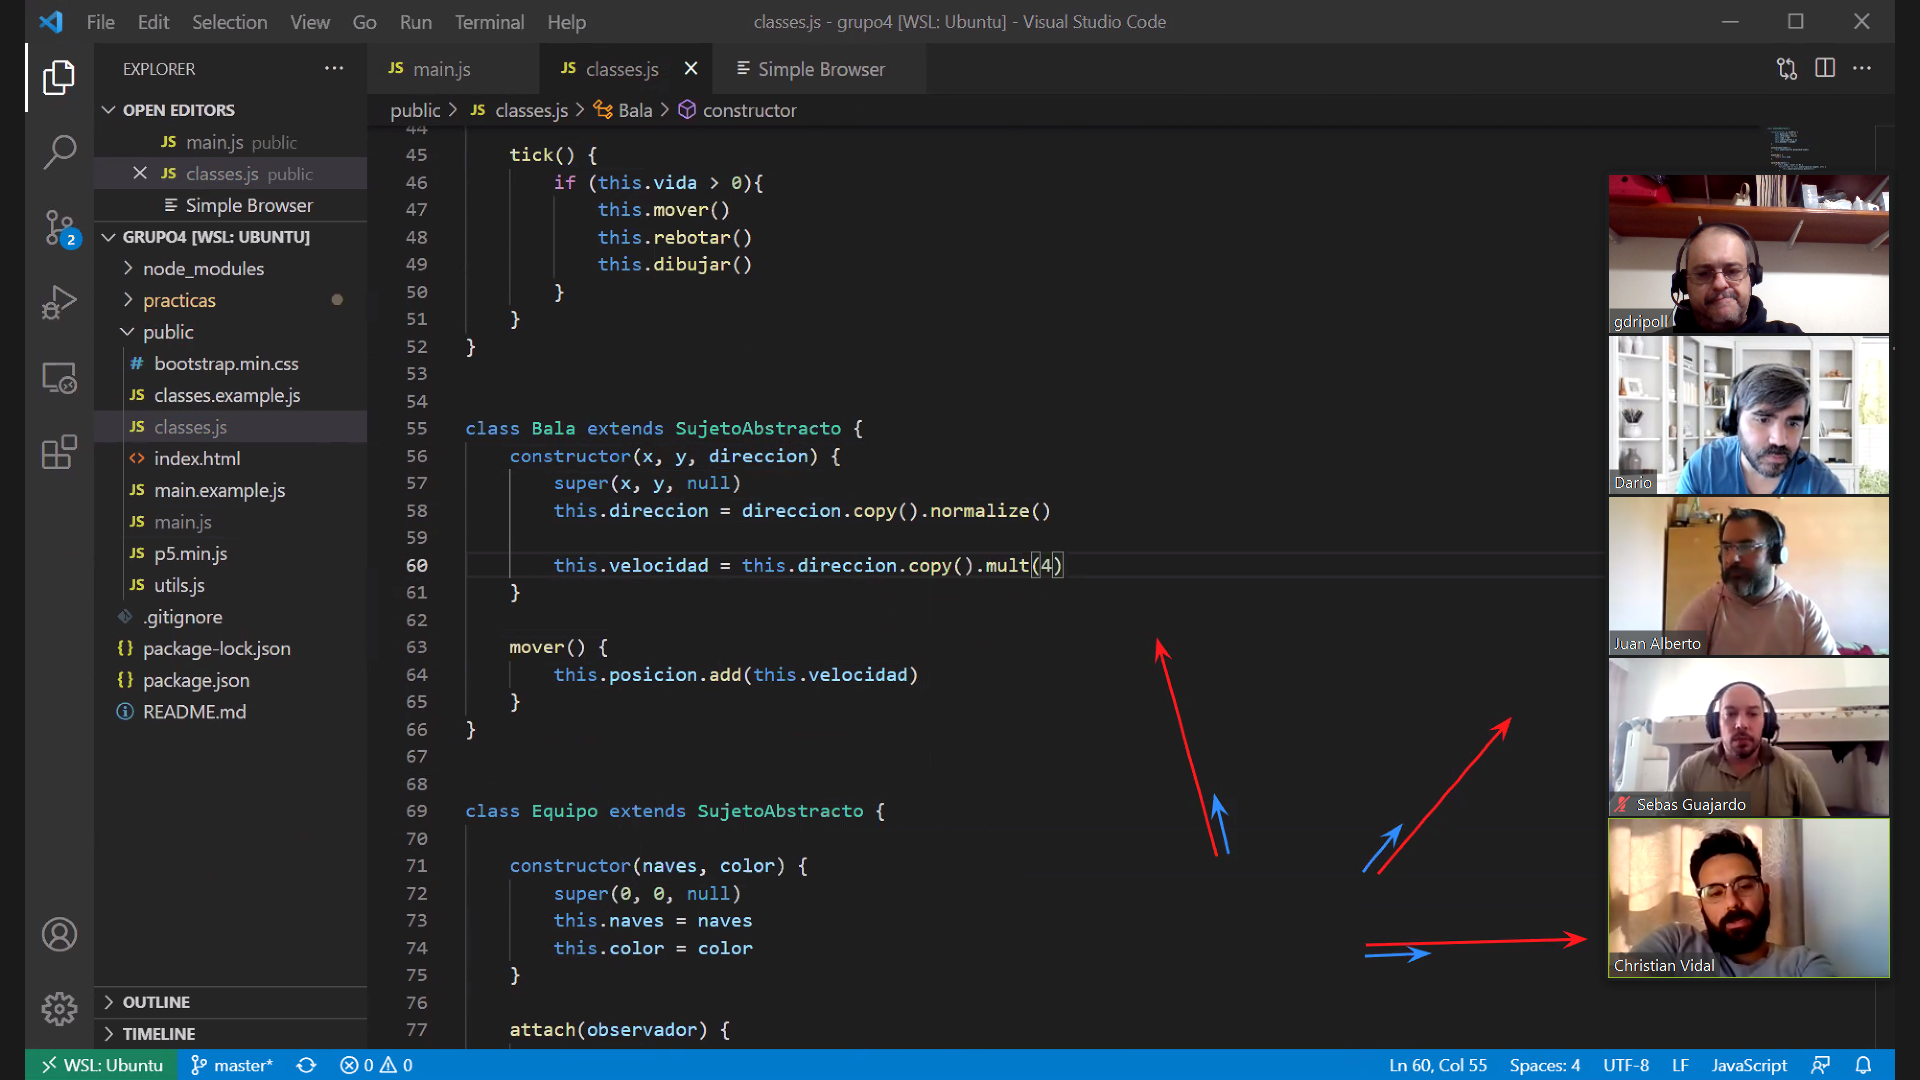 File Edit Selection View Go Run Terminal Help
classes.js - grupo4 [WSL: Ubuntu] - Visual Studio Code
EXPLORER
OPEN EDITORS
JS main.js public
JS classes.js public
Simple Browser
GRUPO4 [WSL: UBUNTU]
node_modules
practicas
public
# bootstrap.min.css
JS classes.example.js
JS classes.js
<> index.html
JS main.example.js
JS main.js
JS p5.min.js
JS utils.js
.gitignore
{} package-lock.json
{} package.json
README.md
OUTLINE
TIMELINE
2
JS main.js
JS classes.js
Simple Browser
public > JS classes.js > Bala > constructor
44
45 tick() {
46 if (this.vida > 0){
47 this.mover()
48 this.rebotar()
49 this.dibujar()
50 }
51 }
52 }
53
54
55 class Bala extends SujetoAbstracto {
56 constructor(x, y, direccion) {
57 super(x, y, null)
58 this.direccion = direccion.copy().normalize()
59
60 this.velocidad = this.direccion.copy().mult(4)
61 }
62
63 mover() {
64 this.posicion.add(this.velocidad)
65 }
66 }
67
68
69 class Equipo extends SujetoAbstracto {
70
71 constructor(naves, color) {
72 super(0, 0, null)
73 this.naves = naves
74 this.color = color
75 }
76
77 attach(observador) {
gdripoll
Dario
Juan Alberto
Sebas Guajardo
Christian Vidal
WSL: Ubuntu master* 0 0
Ln 60, Col 55 Spaces: 4 UTF-8 LF JavaScript